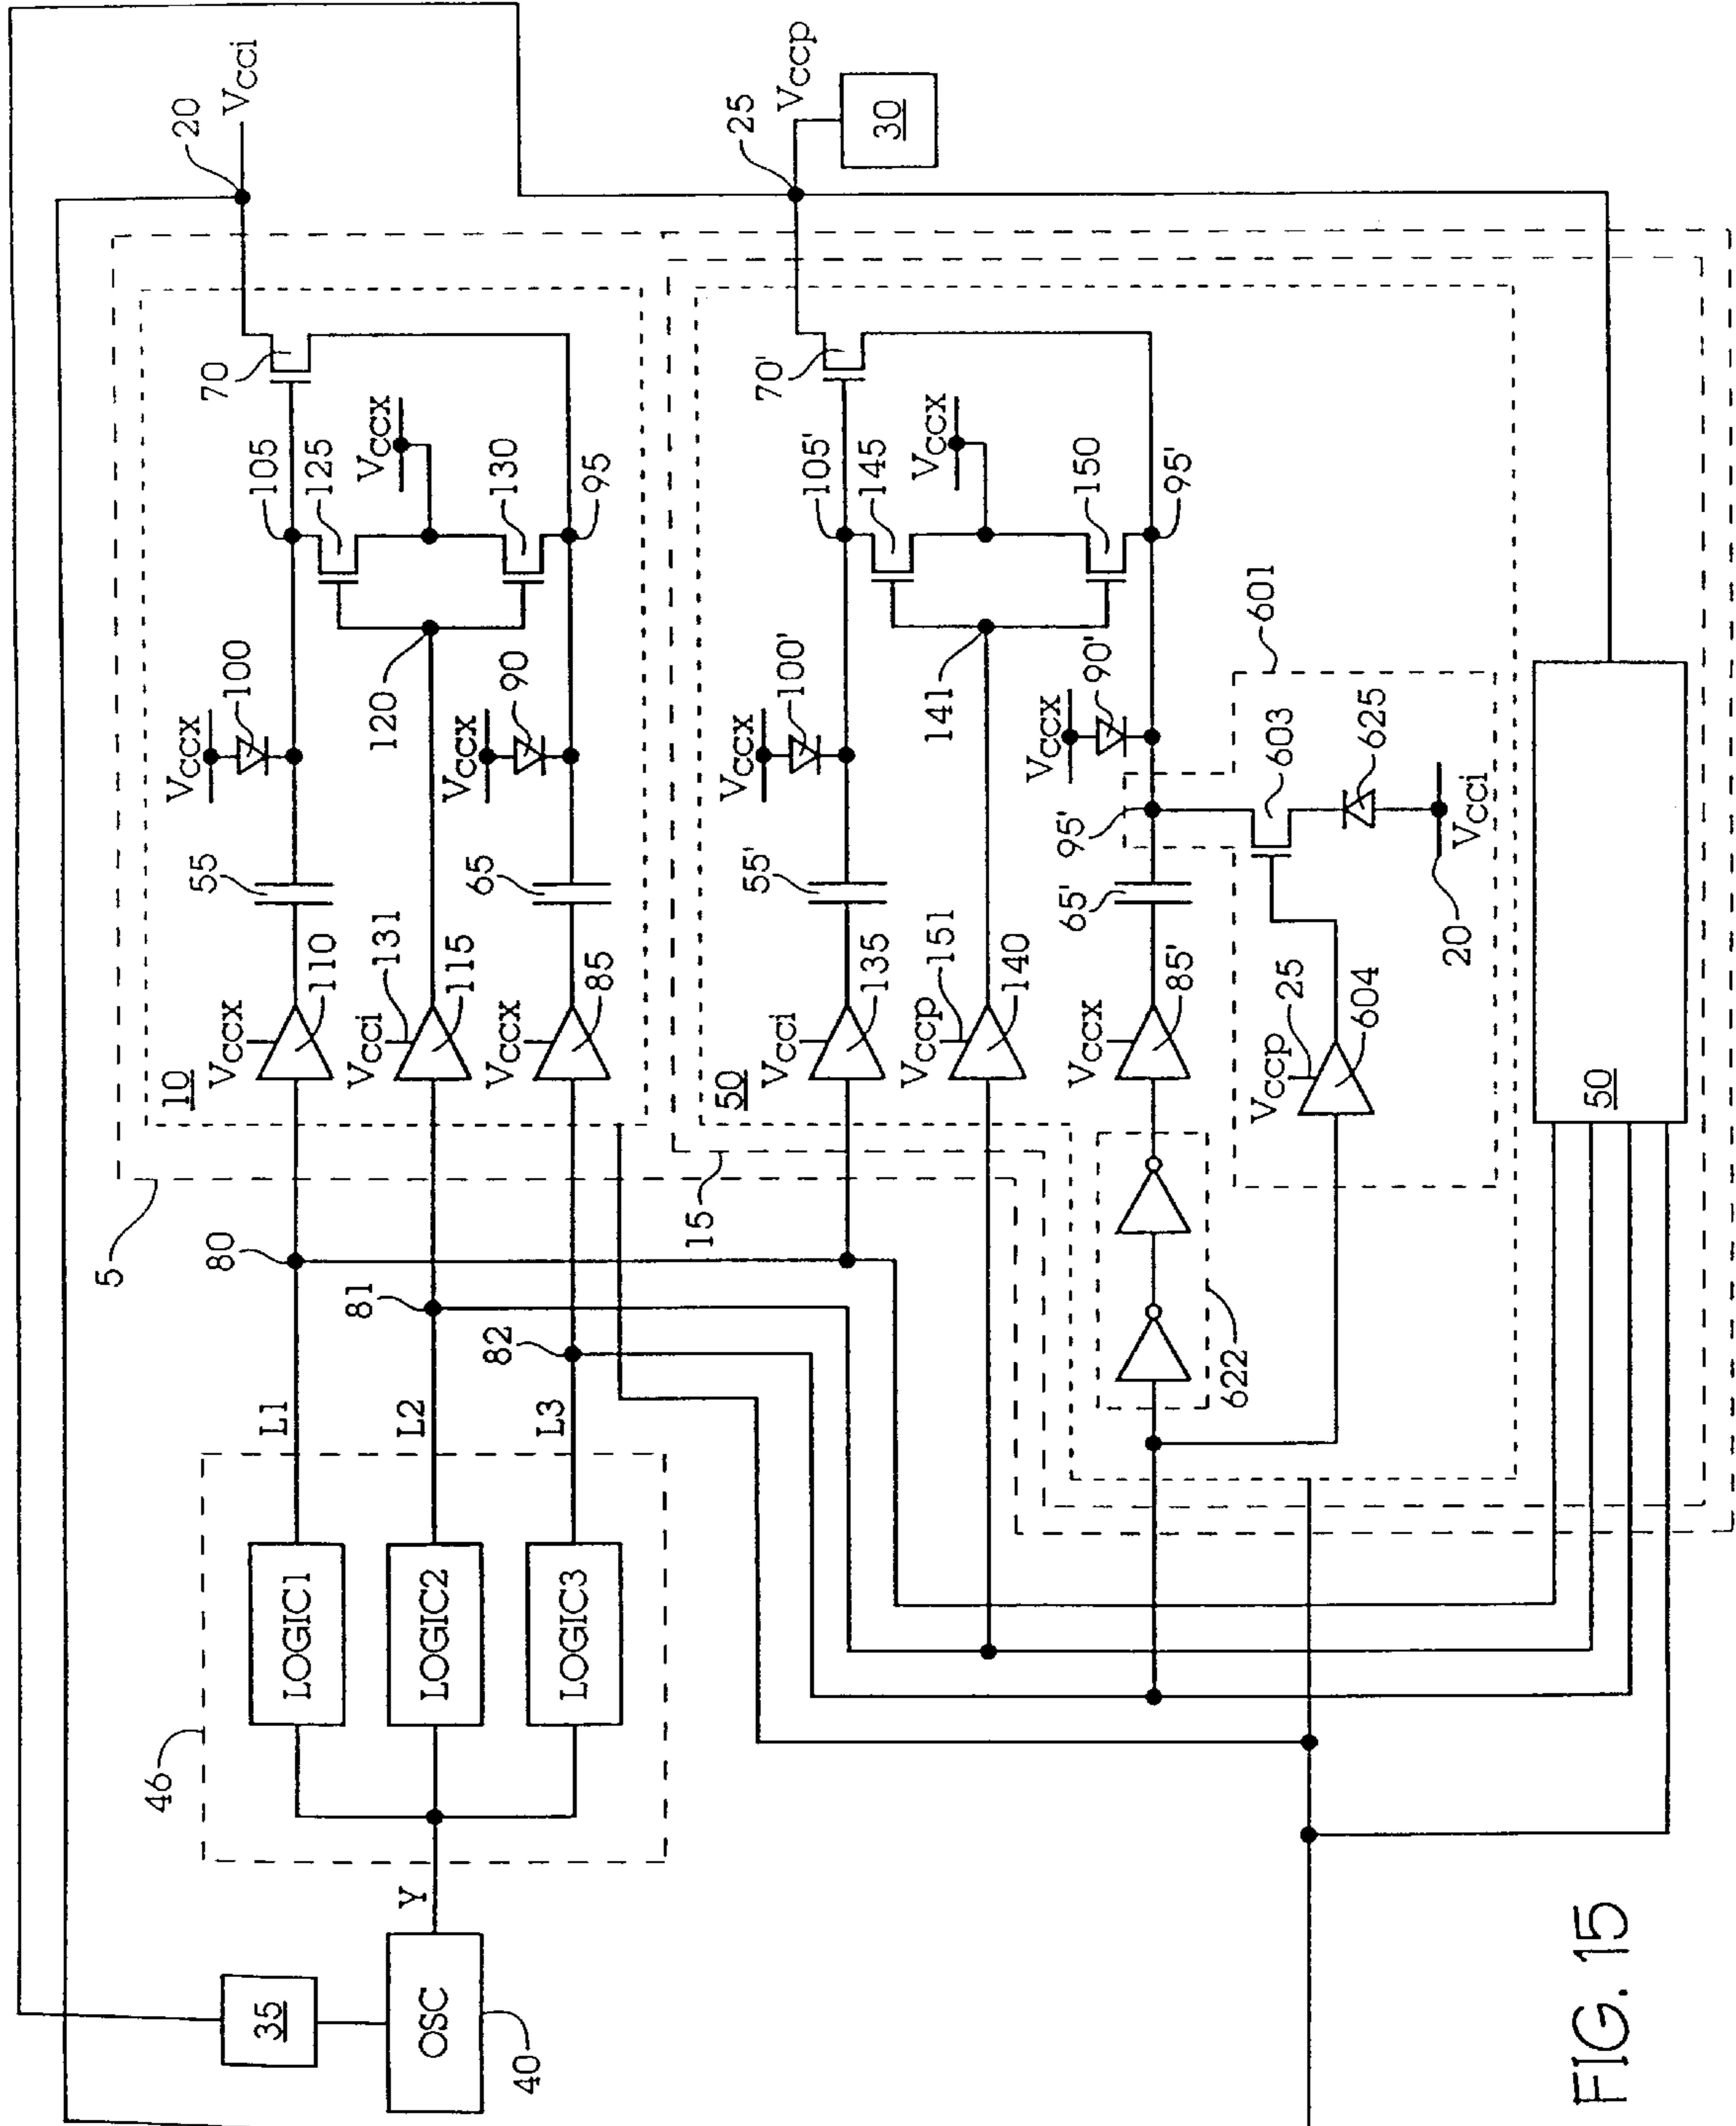 5
10
15
20
Vcci
25
Vccp
30
35
OSC
40
Y
46
LOGIC1
LOGIC2
LOGIC3
L1
L2
L3
80
81
82
Vccx
110
55
Vccx
100
105
125
70
Vcci
131
115
120
Vccx
130
Vccx
85
65
Vccx
90
95
50
Vcci
135
55'
Vccx
100'
105'
145
70'
Vccp
151
140
141
Vccx
150
Vccx
85'
65'
95'
Vccx
90'
95'
601
622
Vccp
25
604
603
625
20
Vcci
50
FIG. 15